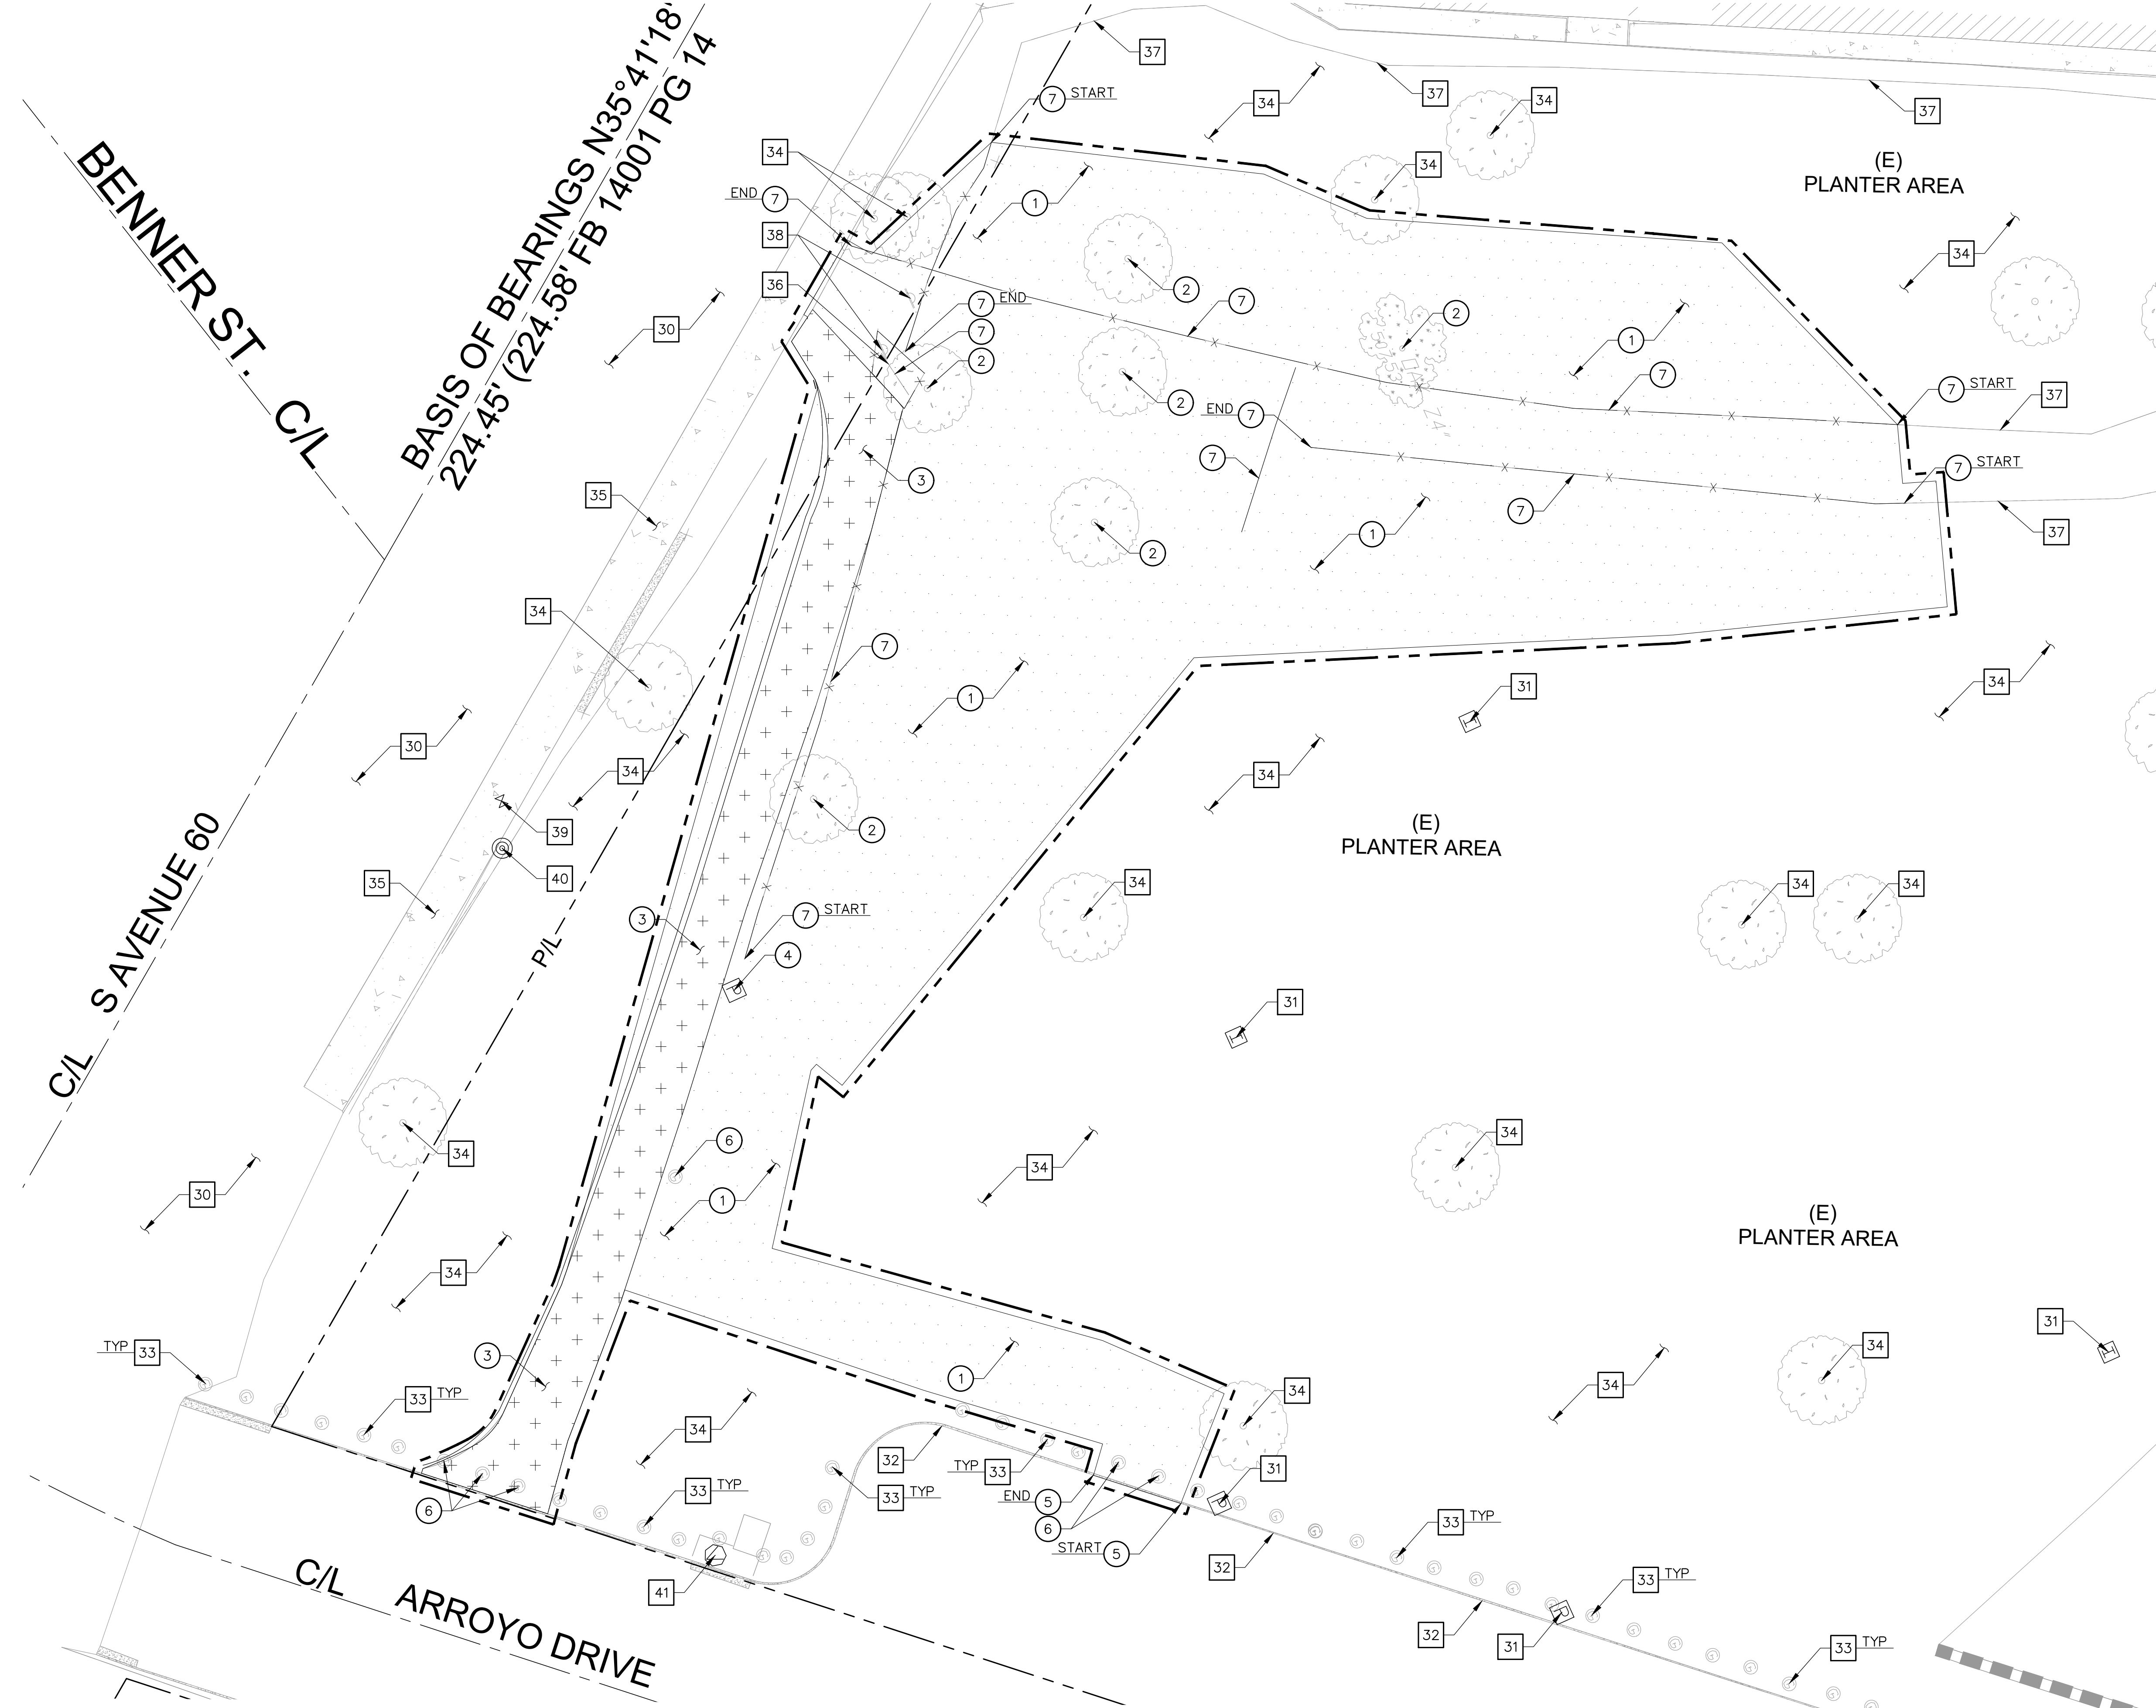 BENNER ST. C/L
BASIS OF BEARINGS N35°41'18
224.45' (224.58' FB 14001 PG 14
37
34
37
34
37
7 START
34
34
(E)
PLANTER AREA
END 7
1
38
34
36
2
7
7 END
30
7
2
2
1
2
7
7 START
37
END 7
24"
7
7 START
3
35
1
7
37
2
34
7
1
31
34
30
34
34
2
39
(E)
PLANTER AREA
40
35
34
34
34
S AVENUE 60
C/L
P/L
3
7 START
4
P
31
6
34
34
34
30
1
(E)
PLANTER AREA
34
31
TYP 33
3
34
34
1
34
33 TYP
34
32
TYP 33
31
P
6
33 TYP
33 TYP
END 5
6
33 TYP
START 5
32
41
33 TYP
C/L ARROYO DRIVE
32
31
P
33 TYP